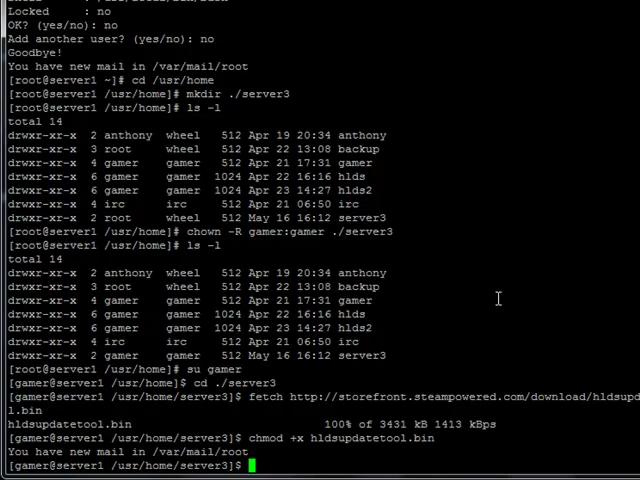 Locked      : no
OK? (yes/no): no
Add another user? (yes/no): no
Goodbye!
You have new mail in /var/mail/root
[root@server1 ~]# cd /usr/home
[root@server1 /usr/home]# mkdir ./server3
[root@server1 /usr/home]# ls -l
total 14
drwxr-xr-x  2 anthony  wheel   512 Apr 19 20:34 anthony
drwxr-xr-x  3 root     wheel   512 Apr 22 13:08 backup
drwxr-xr-x  4 gamer    gamer   512 Apr 21 17:31 gamer
drwxr-xr-x  6 gamer    gamer  1024 Apr 22 16:16 hlds
drwxr-xr-x  6 gamer    gamer  1024 Apr 23 14:27 hlds2
drwxr-xr-x  4 irc      irc     512 Apr 21 06:50 irc
drwxr-xr-x  2 root     wheel   512 May 16 16:12 server3
[root@server1 /usr/home]# chown -R gamer:gamer ./server3
[root@server1 /usr/home]# ls -l
total 14
drwxr-xr-x  2 anthony  wheel   512 Apr 19 20:34 anthony
drwxr-xr-x  3 root     wheel   512 Apr 22 13:08 backup
drwxr-xr-x  4 gamer    gamer   512 Apr 21 17:31 gamer
drwxr-xr-x  6 gamer    gamer  1024 Apr 22 16:16 hlds
drwxr-xr-x  6 gamer    gamer  1024 Apr 23 14:27 hlds2
drwxr-xr-x  4 irc      irc     512 Apr 21 06:50 irc
drwxr-xr-x  2 gamer    gamer   512 May 16 16:12 server3
[root@server1 /usr/home]# su gamer
[gamer@server1 /usr/home]$ cd ./server3
[gamer@server1 /usr/home/server3]$ fetch http://storefront.steampowered.com/download/hldsupd
l.bin
hldsupdatetool.bin                            100% of 3431 kB 1413 kBps
[gamer@server1 /usr/home/server3]$ chmod +x hldsupdatetool.bin
You have new mail in /var/mail/root
[gamer@server1 /usr/home/server3]$